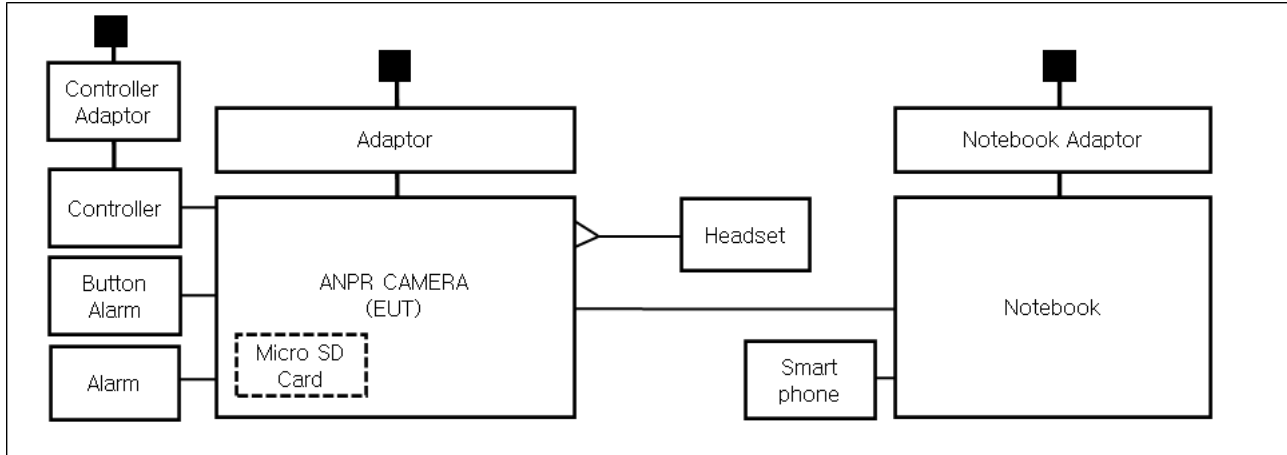 Controller
Adaptor
Adaptor
Notebook Adaptor
Controller
Headset
Button
Alarm
ANPR CAMERA
(EUT)
Notebook
Micro SD
Card
Alarm
Smart
phone